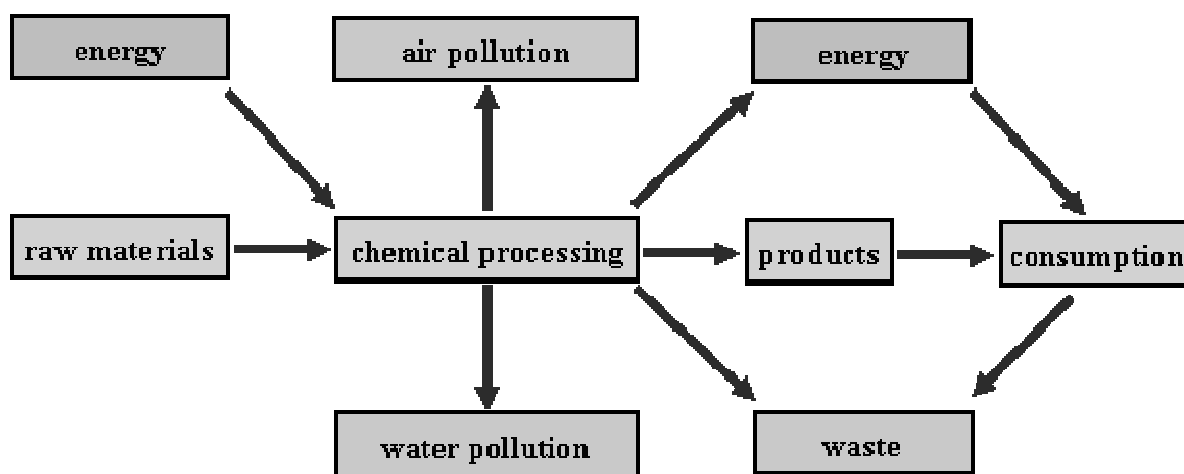 energy
air pollution
energy
raw materials
chemical processing
products
consumption
water pollution
waste